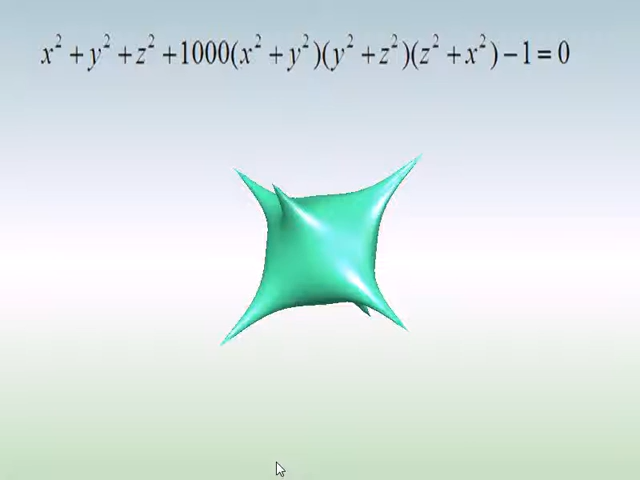 x² + y² + z² + 1000(x² + y²)(y² + z²)(z² + x²) − 1 = 0